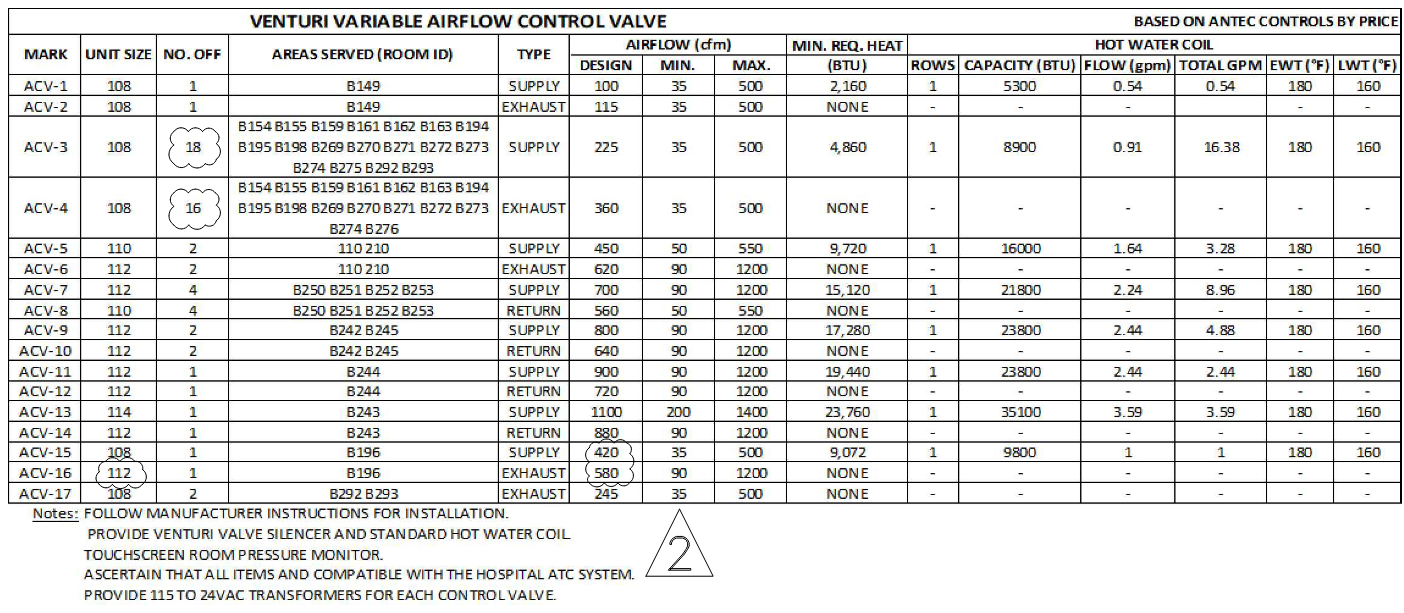 VENTURI VARIABLE AIRFLOW CONTROL VALVE BASED ON ANTEC CONTROLS BY PRICE
MARK UNIT SIZE NO. OFF AREAS SERVED (ROOM ID) TYPE AIRFLOW (cfm) MIN. REQ. HEAT HOT WATER COIL
DESIGN MIN. MAX. (BTU) ROWS CAPACITY (BTU) FLOW (gpm) TOTAL GPM EWT (°F) LWT (°F)
ACV-1 108 1 B149 SUPPLY 100 35 500 2,160 1 5300 0.54 0.54 180 160
ACV-2 108 1 B149 EXHAUST 115 35 500 NONE - - - - -
B154 B155 B159 B161 B162 B163 B194
ACV-3 108 18 B195 B198 B269 B270 B271 B272 B273 SUPPLY 225 35 500 4,860 1 8900 0.91 16.38 180 160
B274 B275 B292 B293
B154 B155 B159 B161 B162 B163 B194
ACV-4 108 16 B195 B198 B269 B270 B271 B272 B273 EXHAUST 360 35 500 NONE - - - - - -
B274 B276
ACV-5 110 2 110 210 SUPPLY 450 50 550 9,720 1 16000 1.64 3.28 180 160
ACV-6 112 2 110 210 EXHAUST 620 90 1200 NONE - - - - - -
ACV-7 112 4 B250 B251 B252 B253 SUPPLY 700 90 1200 15,120 1 21800 2.24 8.96 180 160
ACV-8 110 4 B250 B251 B252 B253 RETURN 560 50 550 NONE - - - - - -
ACV-9 112 2 B242 B245 SUPPLY 800 90 1200 17,280 1 23800 2.44 4.88 180 160
ACV-10 112 2 B242 B245 RETURN 640 90 1200 NONE - - - - - -
ACV-11 112 1 B244 SUPPLY 900 90 1200 19,440 1 23800 2.44 2.44 180 160
ACV-12 112 1 B244 RETURN 720 90 1200 NONE - - - - - -
ACV-13 114 1 B243 SUPPLY 1100 200 1400 23,760 1 35100 3.59 3.59 180 160
ACV-14 112 1 B243 RETURN 880 90 1200 NONE - - - - - -
ACV-15 108 1 B196 SUPPLY 420 35 500 9,072 1 9800 1 1 180 160
ACV-16 112 1 B196 EXHAUST 580 90 1200 NONE - - - - - -
ACV-17 108 2 B292 B293 EXHAUST 245 35 500 NONE - - - - - -
Notes: FOLLOW MANUFACTURER INSTRUCTIONS FOR INSTALLATION.
PROVIDE VENTURI VALVE SILENCER AND STANDARD HOT WATER COIL
TOUCHSCREEN ROOM PRESSURE MONITOR.
ASCERTAIN THAT ALL ITEMS AND COMPATIBLE WITH THE HOSPITAL ATC SYSTEM.
PROVIDE 115 TO 24VAC TRANSFORMERS FOR EACH CONTROL VALVE.
2